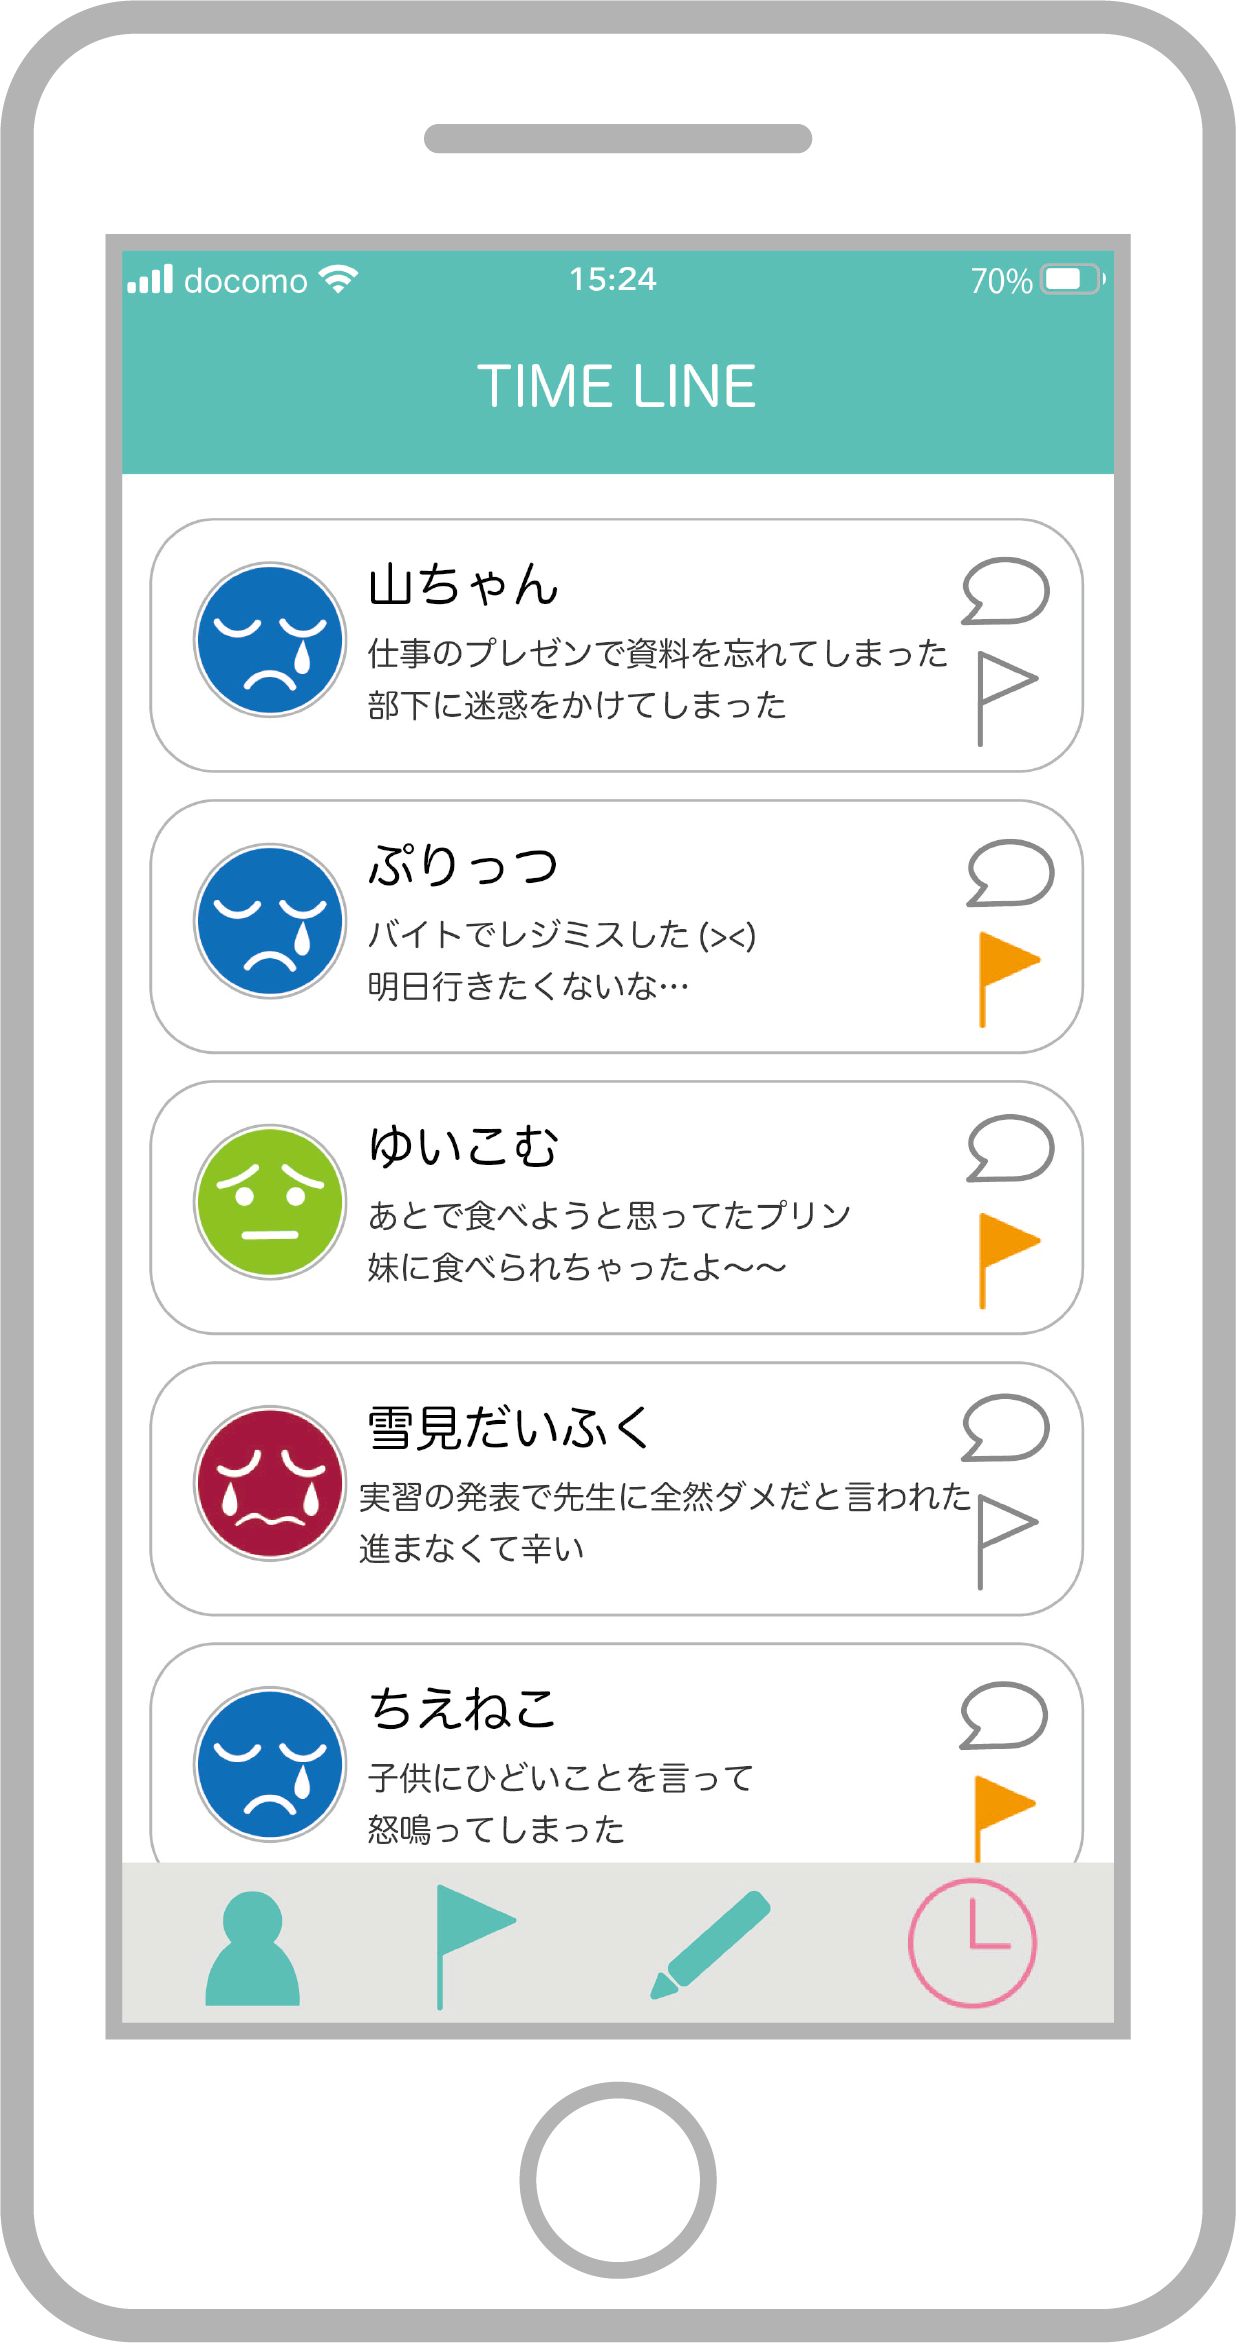 docomo 15:24 70%
TIME LINE
山ちゃん
仕事のプレゼンで資料を忘れてしまった
部下に迷惑をかけてしまった
ぷりっつ
バイトでレジミスした (><)
明日行きたくないな…
ゆいこむ
あとで食べようと思ってたプリン
妹に食べられちゃったよ〜〜
雪見だいふく
実習の発表で先生に全然ダメだと言われた
進まなくて辛い
ちえねこ
子供にひどいことを言って
怒鳴ってしまった